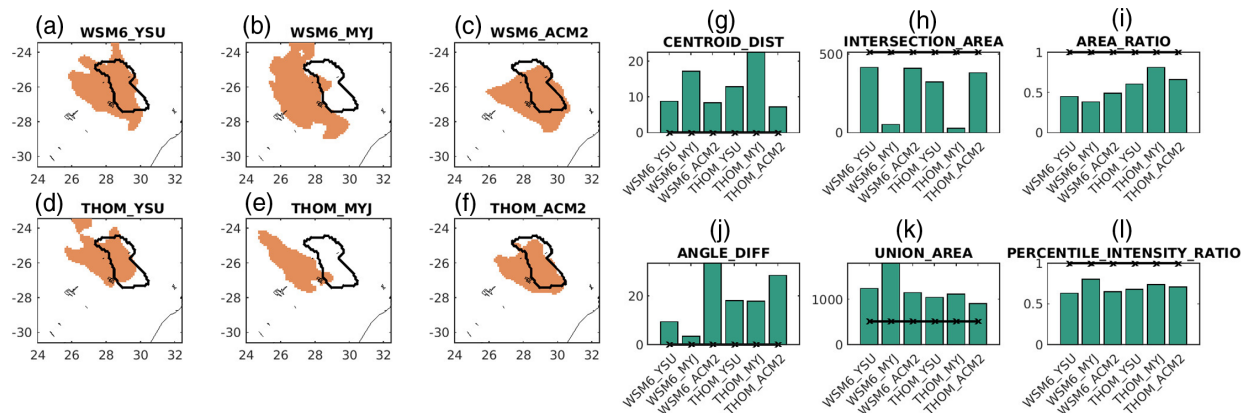 (a) (b) (c) (g) (h) (i)
WSM6_YSU WSM6_MYJ WSM6_ACM2 CENTROID_DIST INTERSECTION_AREA AREA_RATIO
-24 -24 -24
-26 -26 -26
-28 -28 -28
-30 -30 -30
24 26 28 30 32 24 26 28 30 32 24 26 28 30 32
20 500 1
10 0.5
0 0 0
WSM6_YSU WSM6_MYJ WSM6_ACM2 THOM_YSU THOM_MYJ THOM_ACM2
WSM6_YSU WSM6_MYJ WSM6_ACM2 THOM_YSU THOM_MYJ THOM_ACM2
WSM6_YSU WSM6_MYJ WSM6_ACM2 THOM_YSU THOM_MYJ THOM_ACM2
(d) (e) (f) (j) (k) (l)
THOM_YSU THOM_MYJ THOM_ACM2 ANGLE_DIFF UNION_AREA PERCENTILE_INTENSITY_RATIO
-24 -24 -24
-26 -26 -26
-28 -28 -28
-30 -30 -30
24 26 28 30 32 24 26 28 30 32 24 26 28 30 32
20 1000 1
0.5
0 0 0
WSM6_YSU WSM6_MYJ WSM6_ACM2 THOM_YSU THOM_MYJ THOM_ACM2
WSM6_YSU WSM6_MYJ WSM6_ACM2 THOM_YSU THOM_MYJ THOM_ACM2
WSM6_YSU WSM6_MYJ WSM6_ACM2 THOM_YSU THOM_MYJ THOM_ACM2